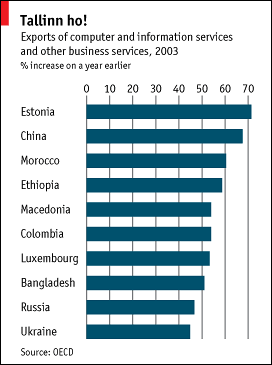 Tallinn ho!
Exports of computer and information services
and other business services, 2003
% increase on a year earlier
0 10 20 30 40 50 60 70
Estonia
China
Morocco
Ethiopia
Macedonia
Colombia
Luxembourg
Bangladesh
Russia
Ukraine
Source: OECD